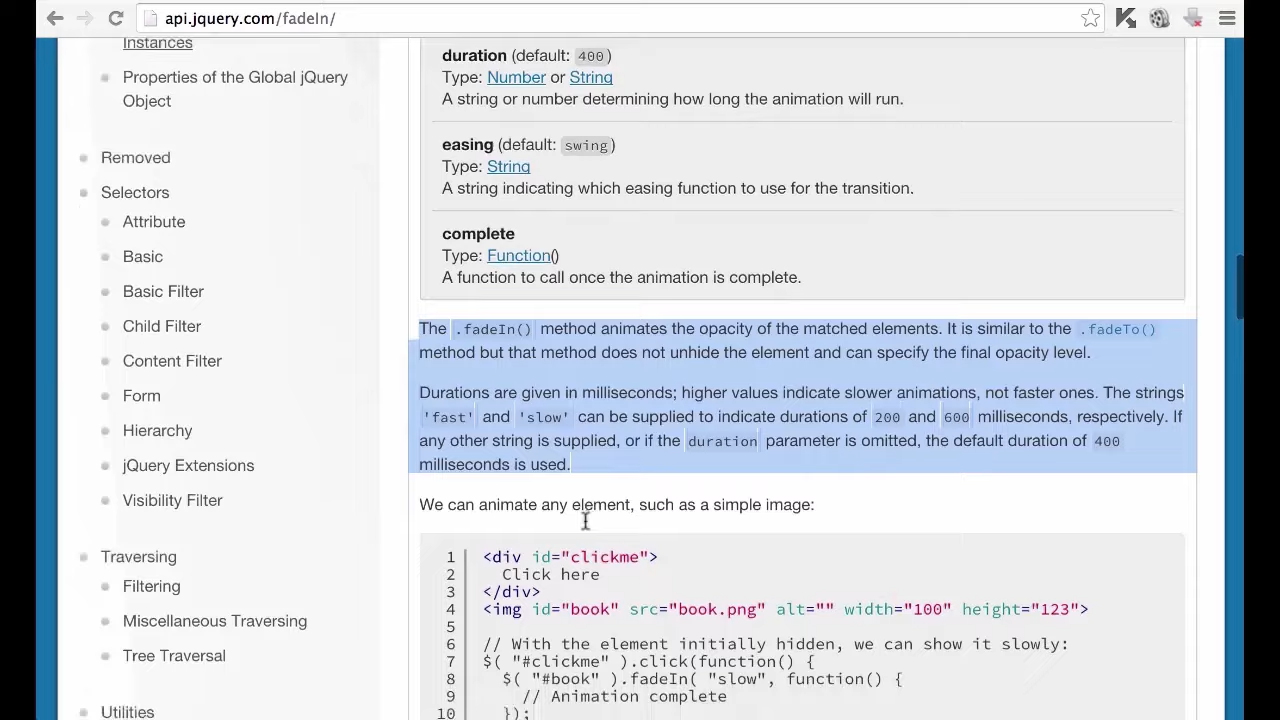 api.jquery.com/fadeIn/
Instances
Properties of the Global jQuery
Object
Removed
Selectors
Attribute
Basic
Basic Filter
Child Filter
Content Filter
Form
Hierarchy
jQuery Extensions
Visibility Filter
Traversing
Filtering
Miscellaneous Traversing
Tree Traversal
Utilities
duration (default: 400)
Type: Number or String
A string or number determining how long the animation will run.
easing (default: swing)
Type: String
A string indicating which easing function to use for the transition.
complete
Type: Function()
A function to call once the animation is complete.
The .fadeIn() method animates the opacity of the matched elements. It is similar to the .fadeTo()
method but that method does not unhide the element and can specify the final opacity level.
Durations are given in milliseconds; higher values indicate slower animations, not faster ones. The strings
'fast' and 'slow' can be supplied to indicate durations of 200 and 600 milliseconds, respectively. If
any other string is supplied, or if the duration parameter is omitted, the default duration of 400
milliseconds is used.
We can animate any element, such as a simple image:
1 <div id="clickme">
2 Click here
3 </div>
4 <img id="book" src="book.png" alt="" width="100" height="123">
5
6 // With the element initially hidden, we can show it slowly:
7 $( "#clickme" ).click(function() {
8 $( "#book" ).fadeIn( "slow", function() {
9 // Animation complete
10 });